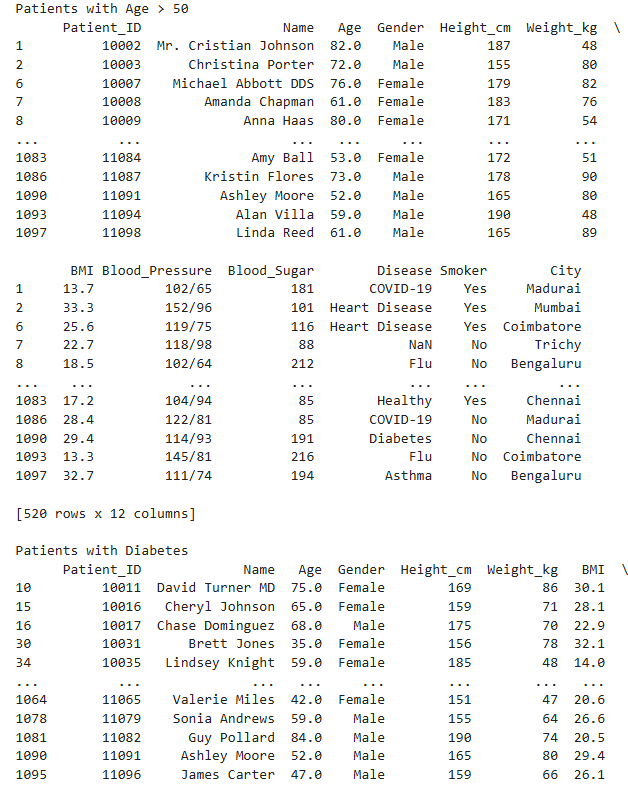 Patients with Age > 50
      Patient_ID                  Name   Age  Gender  Height_cm  Weight_kg  \
1          10002  Mr. Cristian Johnson  82.0    Male        187         48
2          10003      Christina Porter  72.0    Male        155         80
6          10007    Michael Abbott DDS  76.0  Female        179         82
7          10008        Amanda Chapman  61.0  Female        183         76
8          10009             Anna Haas  80.0  Female        171         54
...          ...                   ...   ...     ...        ...        ...
1083       11084              Amy Ball  53.0  Female        172         51
1086       11087        Kristin Flores  73.0    Male        178         90
1090       11091          Ashley Moore  52.0    Male        165         80
1093       11094            Alan Villa  59.0    Male        190         48
1097       11098            Linda Reed  61.0    Male        165         89
       BMI Blood_Pressure  Blood_Sugar        Disease Smoker        City
1     13.7         102/65          181       COVID-19    Yes     Madurai
2     33.3         152/96          101  Heart Disease    Yes      Mumbai
6     25.6         119/75          116  Heart Disease    Yes  Coimbatore
7     22.7         118/98           88            NaN     No      Trichy
8     18.5         102/64          212            Flu     No   Bengaluru
...    ...            ...          ...            ...    ...         ...
1083  17.2         104/94           85        Healthy    Yes     Chennai
1086  28.4         122/81           85       COVID-19     No     Madurai
1090  29.4         114/93          191       Diabetes     No     Chennai
1093  13.3         145/81          216            Flu     No  Coimbatore
1097  32.7         111/74          194         Asthma     No   Bengaluru
[520 rows x 12 columns]
Patients with Diabetes
      Patient_ID             Name   Age  Gender  Height_cm  Weight_kg   BMI  \
10         10011  David Turner MD  75.0  Female        169         86  30.1
15         10016   Cheryl Johnson  65.0  Female        159         71  28.1
16         10017  Chase Dominguez  68.0    Male        175         70  22.9
30         10031      Brett Jones  35.0  Female        156         78  32.1
34         10035   Lindsey Knight  59.0  Female        185         48  14.0
...          ...              ...   ...     ...        ...        ...   ...
1064       11065    Valerie Miles  42.0  Female        151         47  20.6
1078       11079    Sonia Andrews  59.0    Male        155         64  26.6
1081       11082      Guy Pollard  84.0    Male        190         74  20.5
1090       11091     Ashley Moore  52.0    Male        165         80  29.4
1095       11096     James Carter  47.0    Male        159         66  26.1